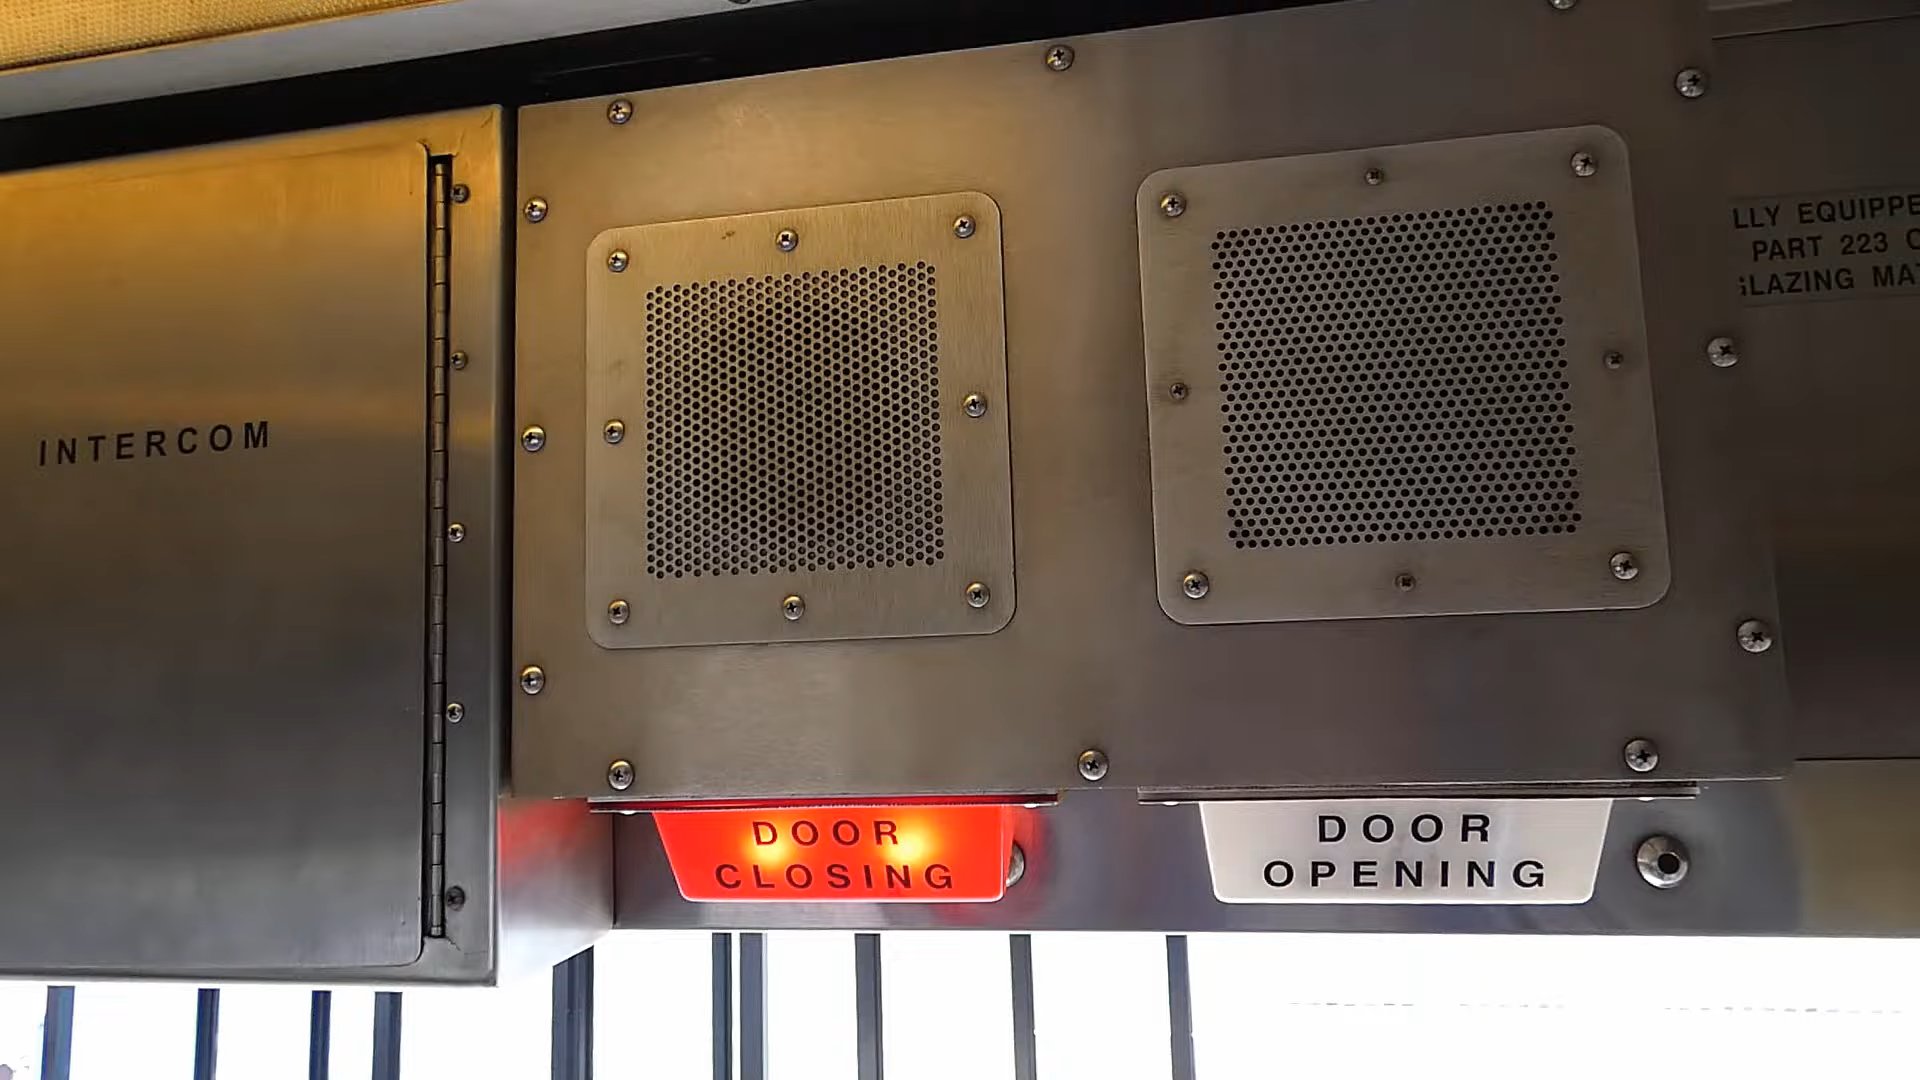 INTERCOM
DOOR
CLOSING
DOOR
OPENING
LLY EQUIPPE
PART 223
LAZING MA